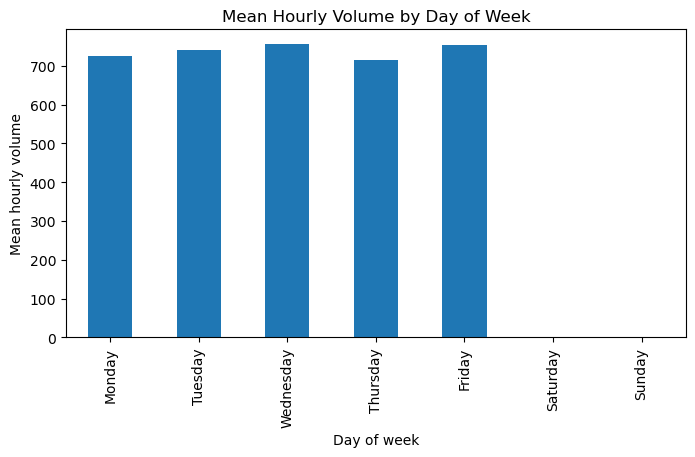 Mean Hourly Volume by Day of Week
Mean hourly volume
700
600
500
400
300
200
100
0
Monday
Tuesday
Wednesday
Thursday
Friday
Saturday
Sunday
Day of week